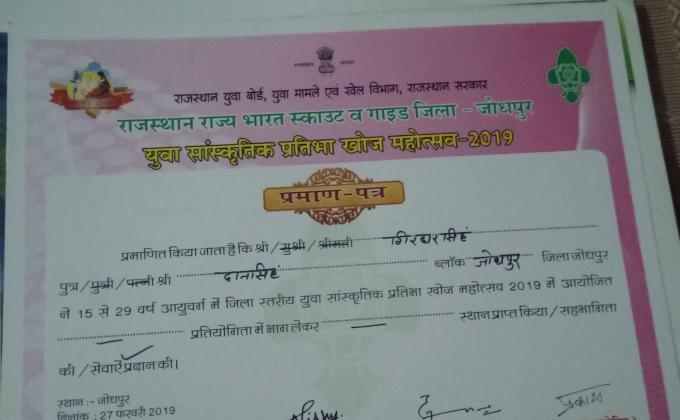 राजस्थान युवा बोर्ड, युवा मामले एवं खेल विभाग, राजस्थान सरकार
राजस्थान राज्य भारत स्काउट व गाइड जिला - जोधपुर
युवा सांस्कृतिक प्रतिभा खोज महोत्सव-2019
प्रमाण-पत्र
प्रमाणित किया जाता है कि श्री / सुश्री / श्रीमती गिरधरसिंह
पुत्र / पुत्री / पत्नी श्री दानसिंह ब्लॉक जोधपुर जिला जोधपुर
ने 15 से 29 वर्ष आयुवर्ग में जिला स्तरीय युवा सांस्कृतिक प्रतिभा खोज महोत्सव 2019 में आयोजित
प्रतियोगिता में भाग लेकर स्थान प्राप्त किया / सहभागिता
की / सेवाऐं प्रदान की।
स्थान :- जोधपुर
दिनांक : 27 फरवरी 2019
प्रकाश